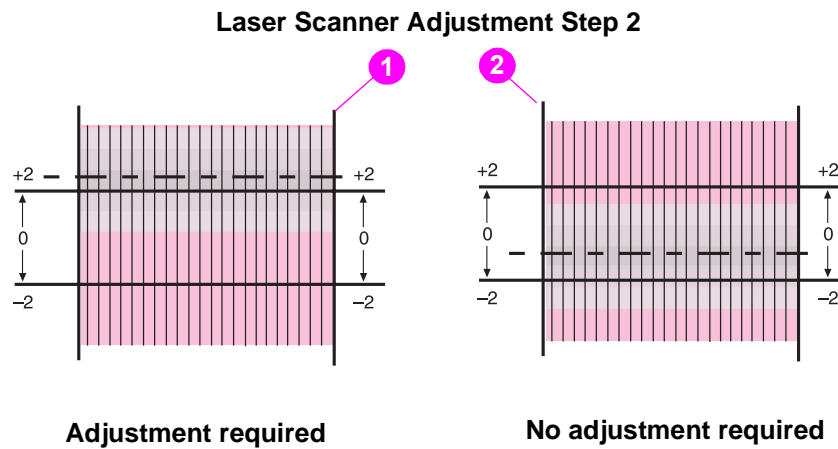 Laser Scanner Adjustment Step 2
1
2
+2 +2
0 0
–2 –2
+2 +2
0 0
–2 –2
Adjustment required
No adjustment required